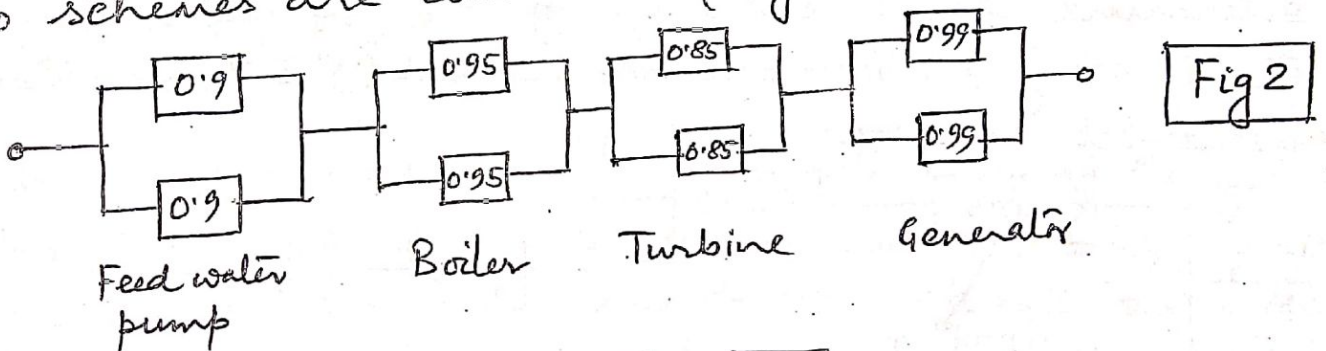 schemes are
0.9 0.95 0.85 0.99
Fig 2
0.9 0.95 0.85 0.99
Feed water Boiler Turbine Generator
pump